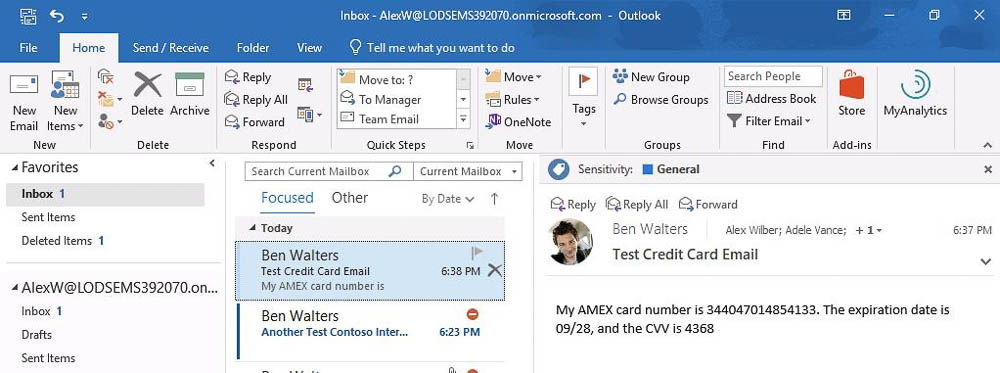 Inbox - AlexW@LODSEMS392070.onmicrosoft.com - Outlook
File Home Send / Receive Folder View Tell me what you want to do
New Email
New Items
Delete
Archive
Delete
Reply
Reply All
Forward
Respond
Move to: ?
To Manager
Team Email
Quick Steps
Move
Rules
OneNote
Move
Tags
New Group
Browse Groups
Groups
Search People
Address Book
Filter Email
Find
Store
Add-ins
MyAnalytics
Favorites
Inbox 1
Sent Items
Deleted Items 1
AlexW@LODSEMS392070.on...
Inbox 1
Drafts
Sent Items
Search Current Mailbox Current Mailbox
Focused Other By Date
Today
Ben Walters
Test Credit Card Email 6:38 PM
My AMEX card number is
Ben Walters
Another Test Contoso Inter... 6:23 PM
Ben Walters
Sensitivity: General
Reply Reply All Forward
Ben Walters Alex Wilber; Adele Vance; + 1 6:37 PM
Test Credit Card Email
My AMEX card number is 344047014854133. The expiration date is
09/28, and the CVV is 4368